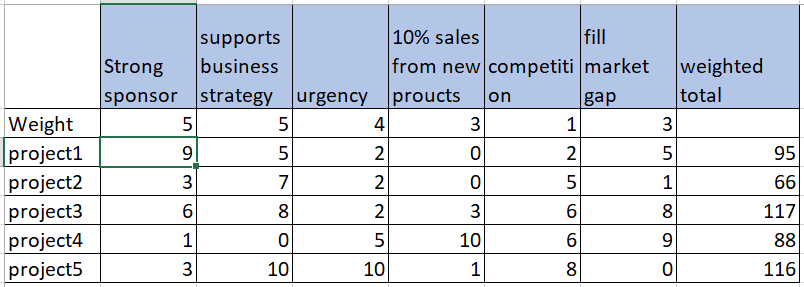 Strong sponsor supports business strategy urgency 10% sales from new proucts competiti on fill market gap weighted total
Weight 5 5 4 3 1 3
project1 9 5 2 0 2 5 95
project2 3 7 2 0 5 1 66
project3 6 8 2 3 6 8 117
project4 1 0 5 10 6 9 88
project5 3 10 10 1 8 0 116